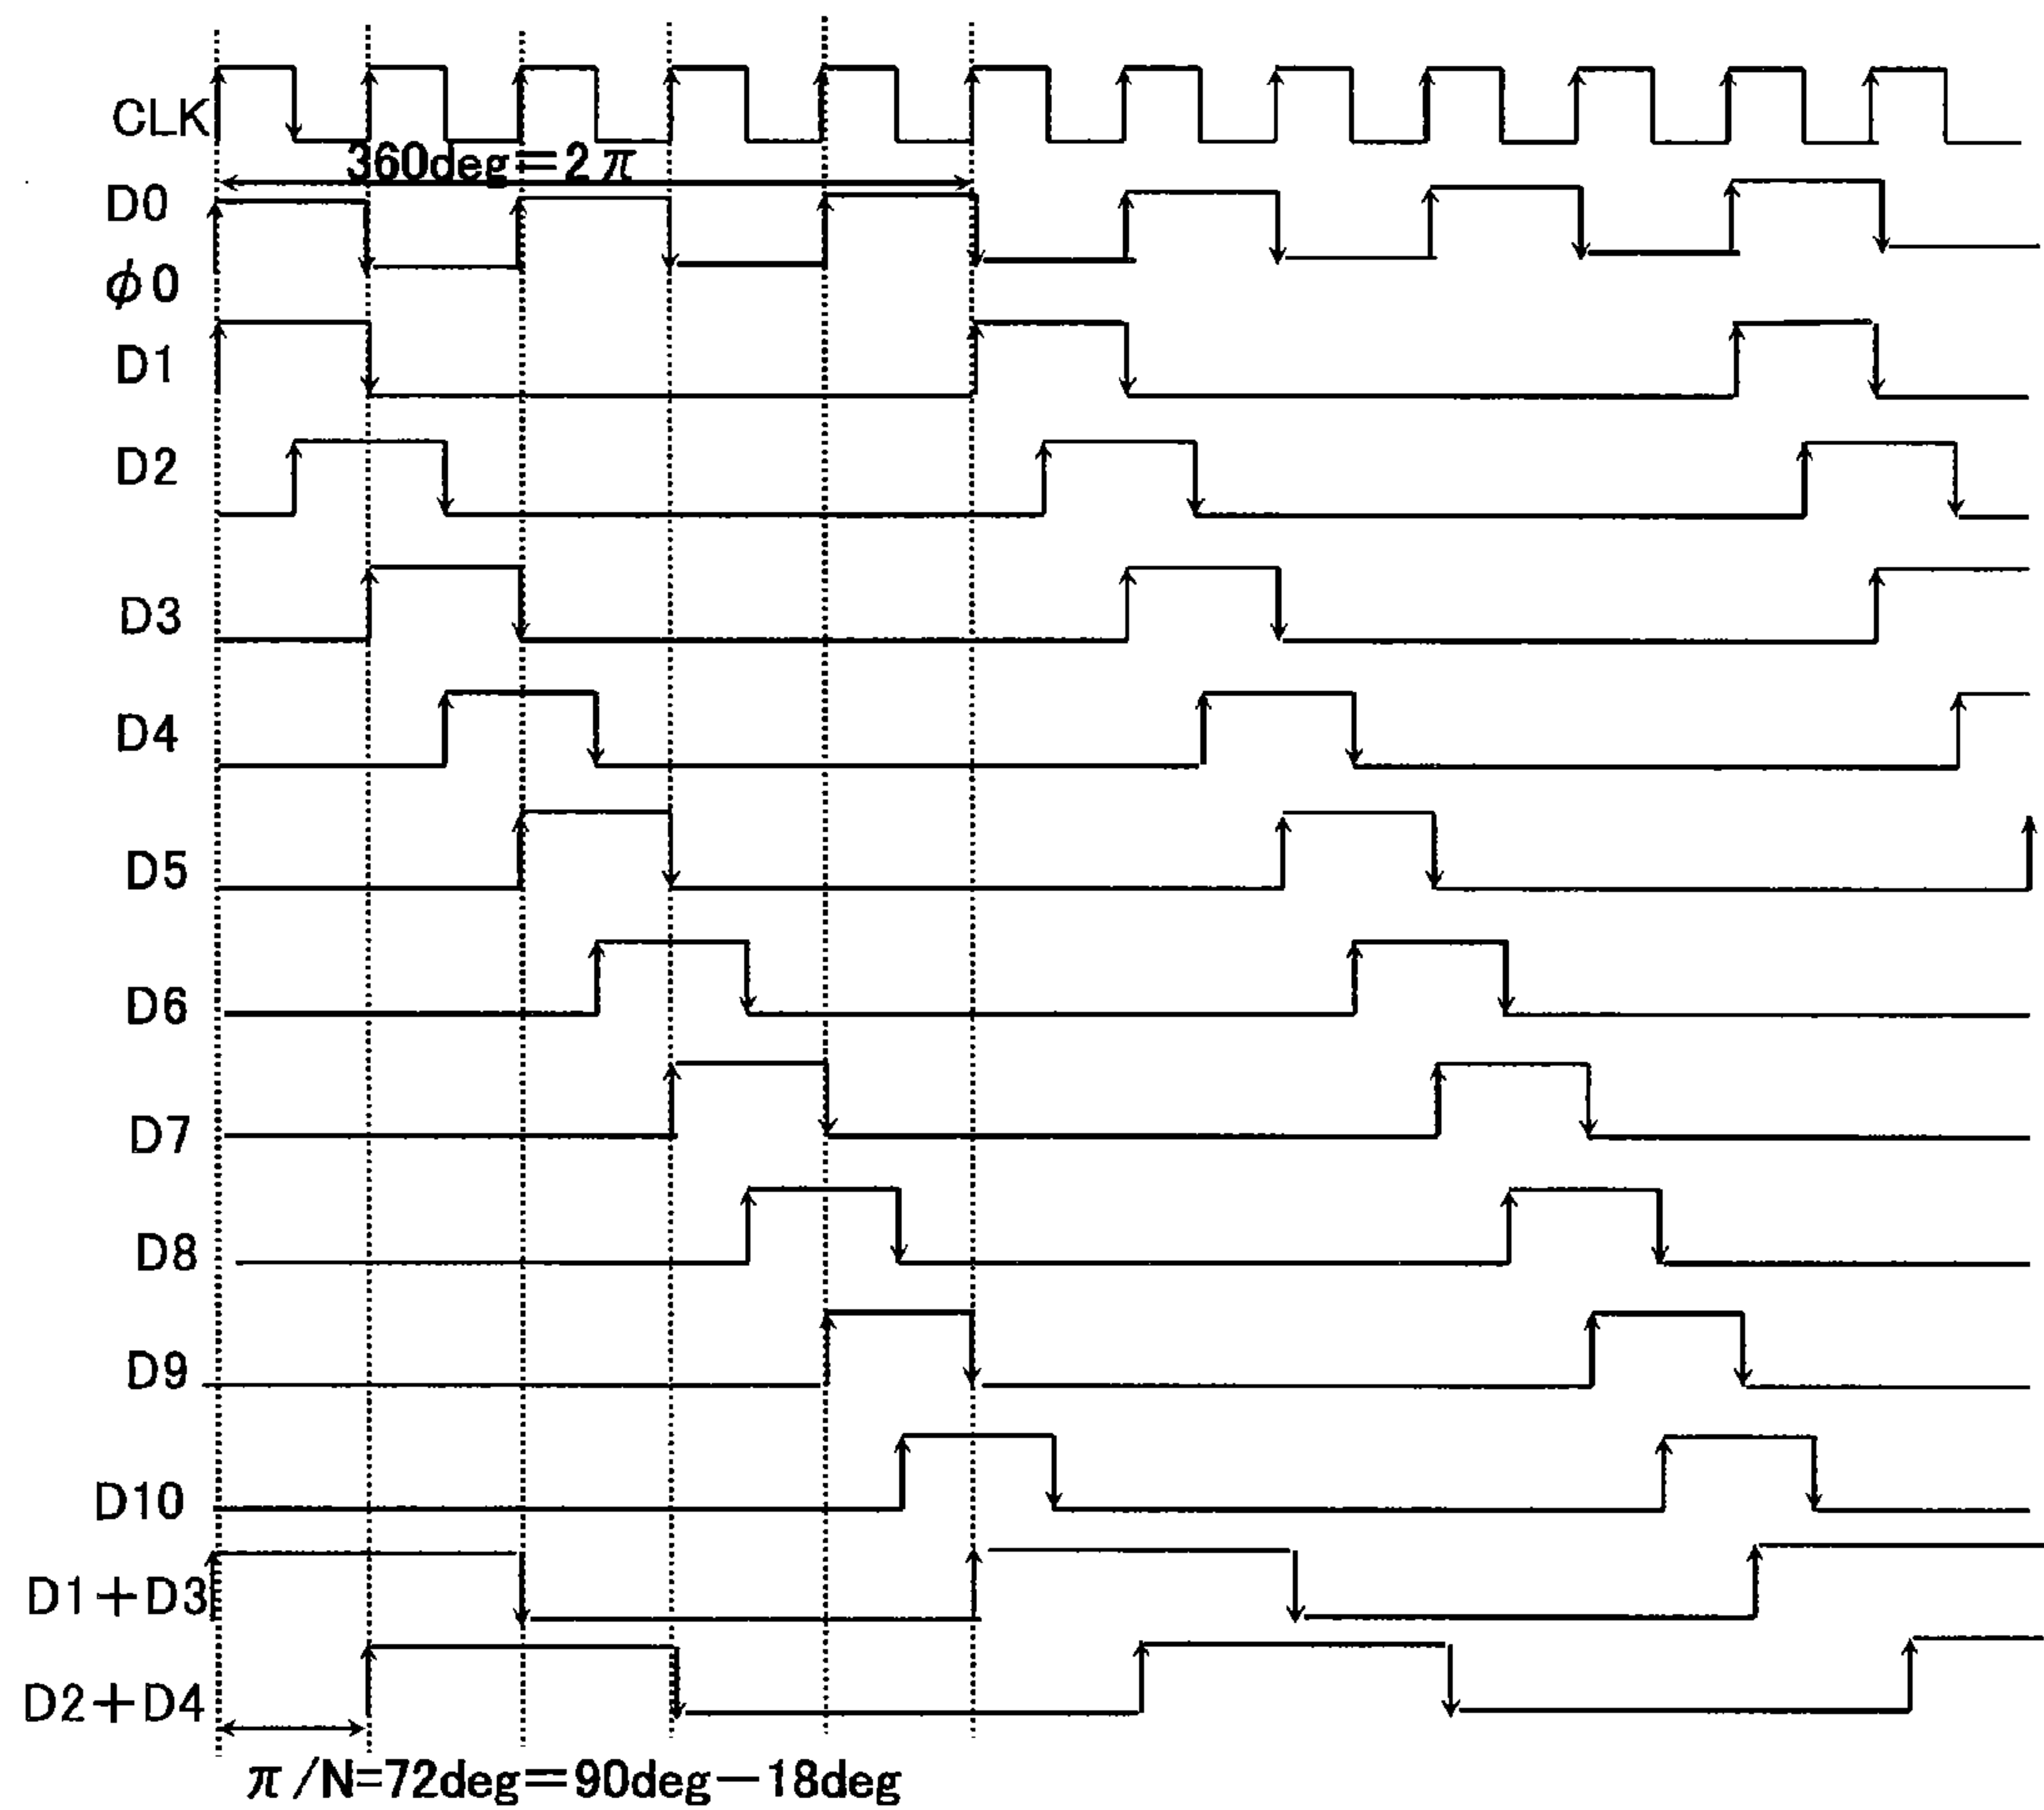 CLK
360deg=2π
D0
φ0
D1
D2
D3
D4
D5
D6
D7
D8
D9
D10
D1+D3
D2+D4
π/N=72deg=90deg-18deg